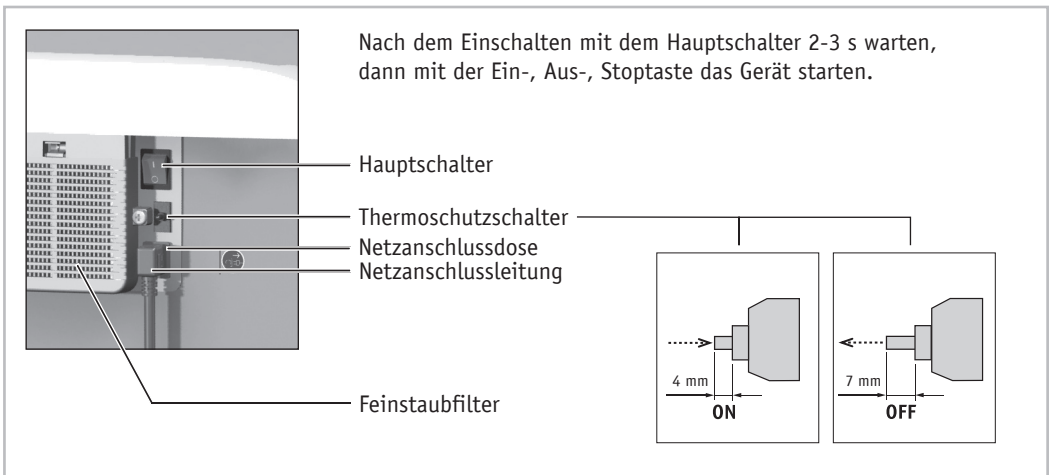 Nach dem Einschalten mit dem Hauptschalter 2-3 s warten,
dann mit der Ein-, Aus-, Stoptaste das Gerät starten.
Hauptschalter
Thermoschutzschalter
Netzanschlussdose
Netzanschlussleitung
Feinstaubfilter
4 mm
ON
7 mm
OFF